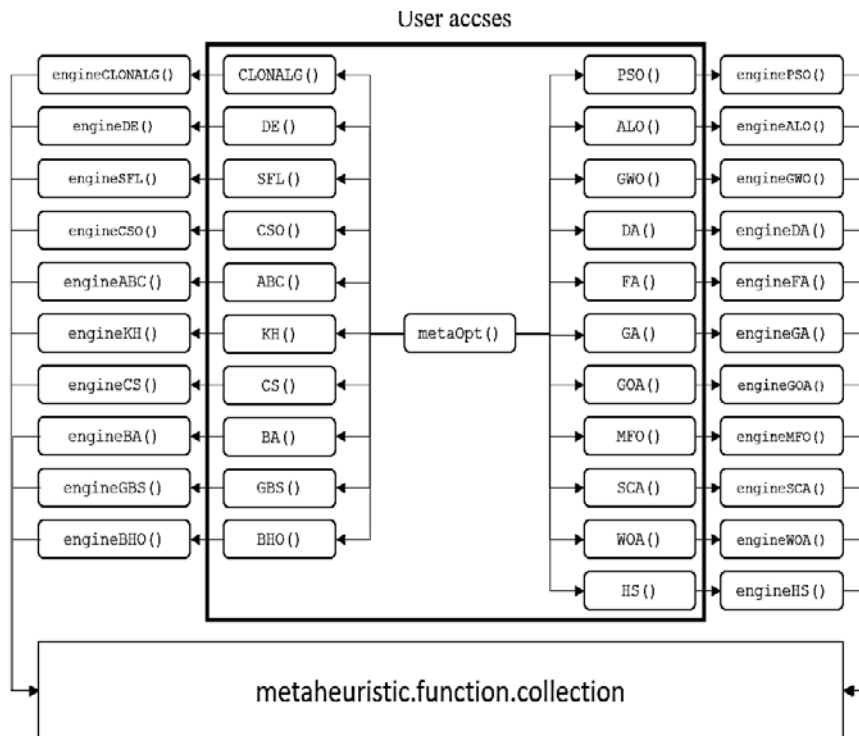 User accses
engineCLONALG() CLONALG() PSO() enginePSO()
engineDE() DE() ALO() engineALO()
engineSFL() SFL() GWO() engineGWO()
engineCSO() CSO() DA() engineDA()
engineABC() ABC() FA() engineFA()
engineKH() KH() metaOpt() GA() engineGA()
engineCS() CS() GOA() engineGOA()
engineBA() BA() MFO() engineMFO()
engineGBS() GBS() SCA() engineSCA()
engineBHO() BHO() WOA() engineWOA()
HS() engineHS()
metaheuristic.function.collection